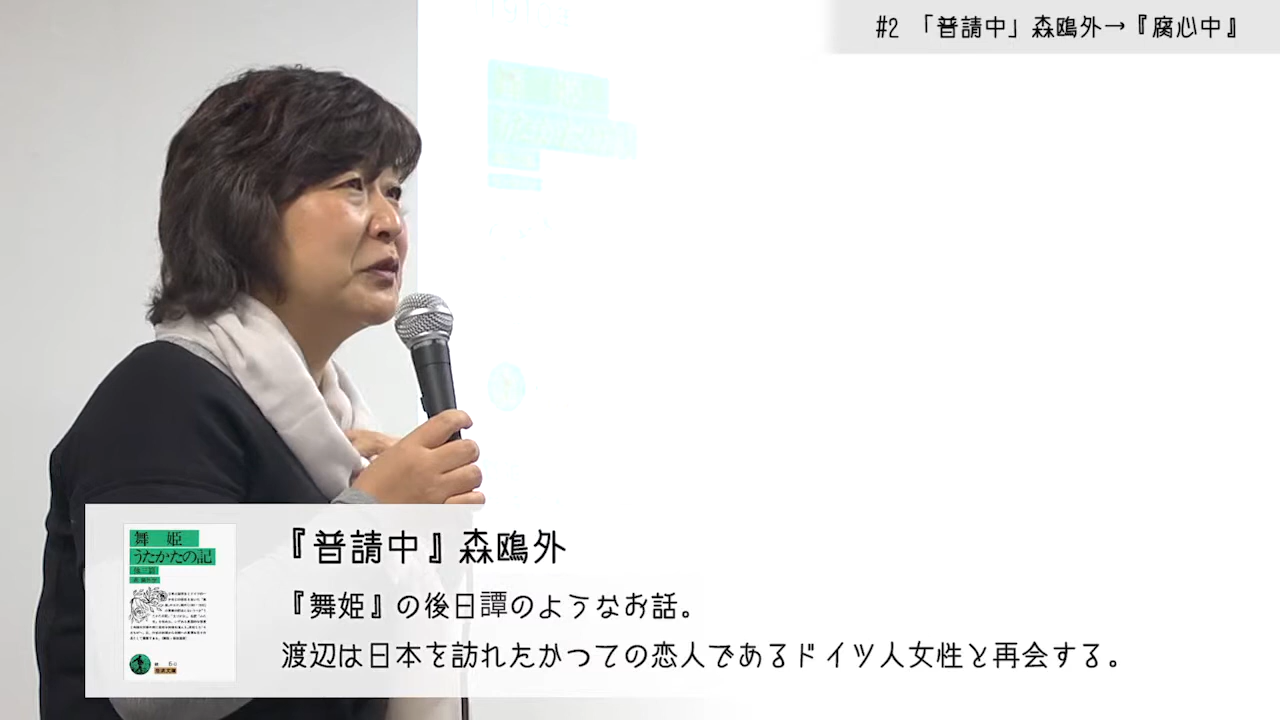 #2 「普請中」森鴎外→『腐心中』
『普請中』森鴎外
『舞姫』の後日譚のようなお話。
渡辺は日本を訪れたかつての恋人であるドイツ人女性と再会する。
舞 姫
うたかたの記
他三篇